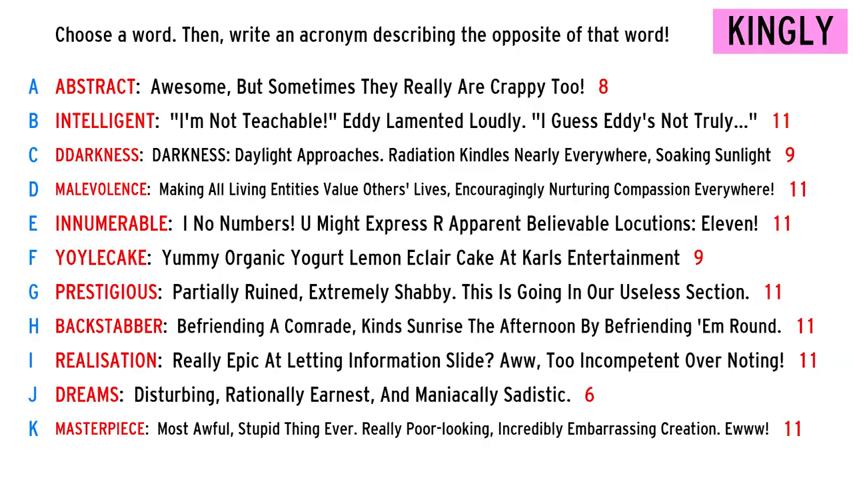 Choose a word. Then, write an acronym describing the opposite of that word!
KINGLY
A ABSTRACT: Awesome, But Sometimes They Really Are Crappy Too! 8
B INTELLIGENT: "I'm Not Teachable!" Eddy Lamented Loudly. "I Guess Eddy's Not Truly..." 11
C DDARKNESS: DARKNESS: Daylight Approaches. Radiation Kindles Nearly Everywhere, Soaking Sunlight 9
D MALEVOLENCE: Making All Living Entities Value Others' Lives, Encouragingly Nurturing Compassion Everywhere! 11
E INNUMERABLE: I No Numbers! U Might Express R Apparent Believable Locutions: Eleven! 11
F YOYLECAKE: Yummy Organic Yogurt Lemon Eclair Cake At Karls Entertainment 9
G PRESTIGIOUS: Partially Ruined, Extremely Shabby. This Is Going In Our Useless Section. 11
H BACKSTABBER: Befriending A Comrade, Kinds Sunrise The Afternoon By Befriending 'Em Round. 11
I REALISATION: Really Epic At Letting Information Slide? Aww, Too Incompetent Over Noting! 11
J DREAMS: Disturbing, Rationally Earnest, And Maniacally Sadistic. 6
K MASTERPIECE: Most Awful, Stupid Thing Ever. Really Poor-looking, Incredibly Embarrassing Creation. Ewww! 11